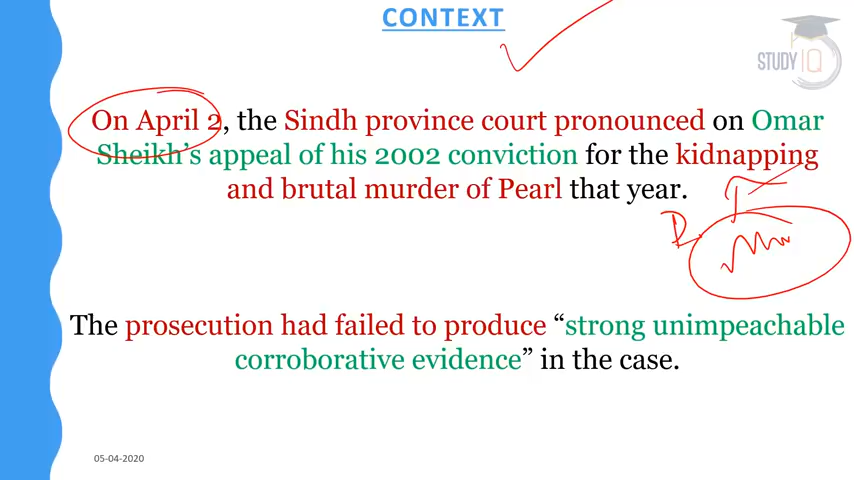 CONTEXT
STUDY IQ
On April 2, the Sindh province court pronounced on Omar
Sheikh's appeal of his 2002 conviction for the kidnapping
and brutal murder of Pearl that year.
The prosecution had failed to produce “strong unimpeachable
corroborative evidence” in the case.
05-04-2020